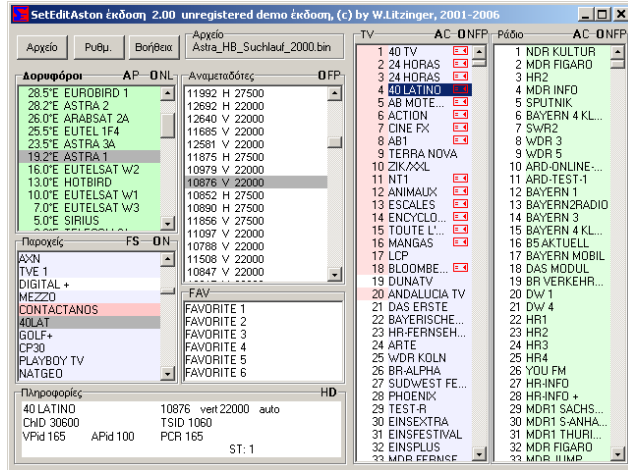 SetEditAston έκδοση 2.00 unregistered demo έκδοση, (c) by W.Litzinger, 2001-2006
Αρχείο
Ρυθμ.
Βοήθεια
Αρχείο
Astra_HB_Suchlauf_2000.bin
Δορυφόροι A P - O N L
28.5°E EUROBIRD 1
28.2°E ASTRA 2
26.0°E ARABSAT 2A
25.5°E EUTEL 1F4
23.5°E ASTRA 3A
19.2°E ASTRA 1
16.0°E EUTELSAT W2
13.0°E HOTBIRD
10.0°E EUTELSAT W1
7.0°E EUTELSAT W3
5.0°E SIRIUS
Αναμεταδότες O F P
11992 H 27500
12692 H 22000
12640 V 22000
11685 V 22000
12581 V 22000
11875 H 27500
10979 V 22000
10876 V 22000
10852 H 27500
10890 H 27500
11856 V 27500
11097 V 22000
10788 V 22000
11508 V 22000
10847 V 22000
Παροχείς F S O N
AXN
TVE 1
DIGITAL +
MEZZO
CONTACTANOS
40LAT
GOLF+
CP30
PLAYBOY TV
NATGEO
FAV
FAVORITE 1
FAVORITE 2
FAVORITE 3
FAVORITE 4
FAVORITE 5
FAVORITE 6
Πληροφορίες H D -
40 LATINO 10876 vert 22000 auto
ChID 30600 TSID 1060
VPid 165 APid 100 PCR 165
ST: 1
TV A C - O N F P
1 40 TV
2 24 HORAS
3 24 HORAS
4 40 LATINO
5 AB MOTE...
6 ACTION
7 CINE FX
8 AB1
9 TERRA NOVA
10 ZIK/XXL
11 NT1
12 ANIMAUX
13 ESCALES
14 ENCYCLO...
15 TOUTE L'...
16 MANGAS
17 LCP
18 BLOOMBE...
19 DUNATV
20 ANDALUCIA TV
21 DAS ERSTE
22 BAYERISCHE...
23 HR-FERNSEH...
24 ARTE
25 WDR KOLN
26 BR-ALPHA
27 SUDWEST FE...
28 PHOENIX
29 TEST-R
30 EINSEXTRA
31 EINSFESTIVAL
32 EINSPLUS
33 MDR FERNSE...
Ράδιο A C - O N F P
1 NDR KULTUR
2 MDR FIGARO
3 HR2
4 MDR INFO
5 SPUTNIK
6 BAYERN 4 KL...
7 SWR2
8 WDR 3
9 WDR 5
10 ARD-ONLINE-...
11 ARD-TEST-1
12 BAYERN 1
13 BAYERN2RADIO
14 BAYERN 3
15 BAYERN 4 KL...
16 B5 AKTUELL
17 BAYERN MOBIL
18 DAS MODUL
19 BR VERKEHR...
20 DW 1
21 DW 4
22 HR1
23 HR2
24 HR3
25 HR4
26 YOU FM
27 HR-INFO
28 HR-INFO +
29 MDR1 SACHS...
30 MDR1 S-ANHA...
31 MDR1 THURI...
32 MDR FIGARO
33 MDR JUMP